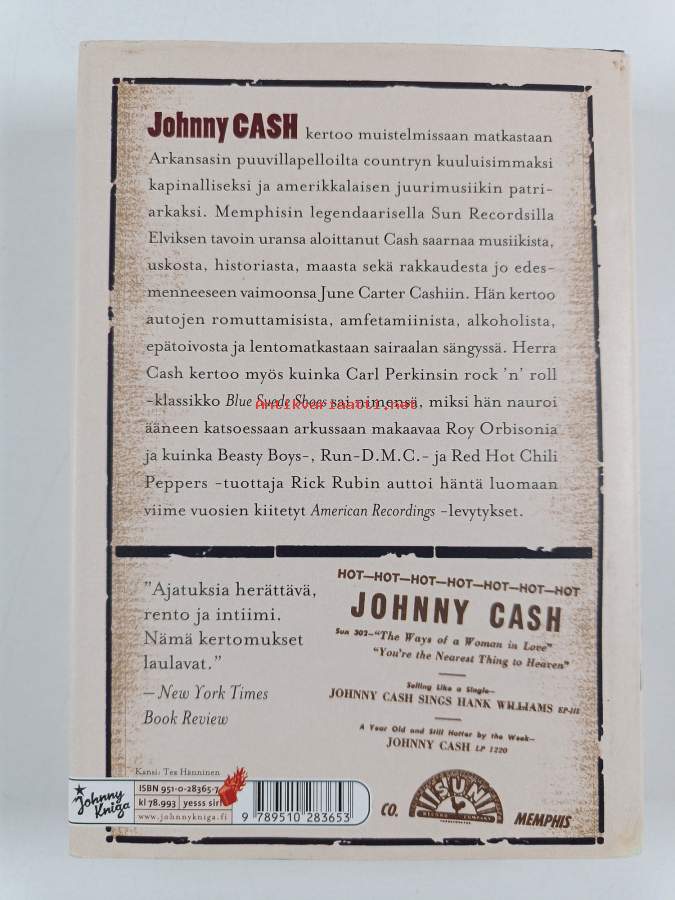 Johnny CASH kertoo muistelmissaan matkastaan
Arkansasin puuvillapelloilta countryn kuuluisimmaksi
kapinalliseksi ja amerikkalaisen juurimusiikin patri-
arkaksi. Memphisin legendaarisella Sun Recordsilla
Elviksen tavoin uransa aloittanut Cash saarnaa musiikista,
uskosta, historiasta, maasta sekä rakkaudesta jo edes-
menneeseen vaimoonsa June Carter Cashiin. Hän kertoo
autojen romuttamisista, amfetamiinista, alkoholista,
epätoivosta ja lentomatkastaan sairaalan sängyssä. Herra
Cash kertoo myös kuinka Carl Perkinsin rock ’n’ roll
-klassikko Blue Suede Shoes sai nimensä, miksi hän nauroi
Antikvariaatti.net
ääneen katsoessaan arkussaan makaavaa Roy Orbisonia
ja kuinka Beasty Boys-, Run-D.M.C.- ja Red Hot Chili
Peppers -tuottaja Rick Rubin auttoi häntä luomaan
viime vuosien kiitetyt American Recordings -levytykset.
”Ajatuksia herättävä,
rento ja intiimi.
Nämä kertomukset
laulavat.”
—New York Times
Book Review
HOT—HOT—HOT—HOT—HOT—HOT—HOT
JOHNNY CASH
Sun 302—"The Ways of a Woman in Love"
"You're the Nearest Thing to Heaven"
Selling Like a Single—
JOHNNY CASH SINGS HANK WILLIAMS EP-111
A Year Old and Still Hotter by the Week—
JOHNNY CASH LP 1220
Kansi: Tea Hänninen
Johnny
Kniga
ISBN 951-0-28365-7
kl 78.993 yesss sir!
www.johnnykniga.fi
9 789510 283653
CO.
SUN
RECORD COMPANY
MEMPHIS